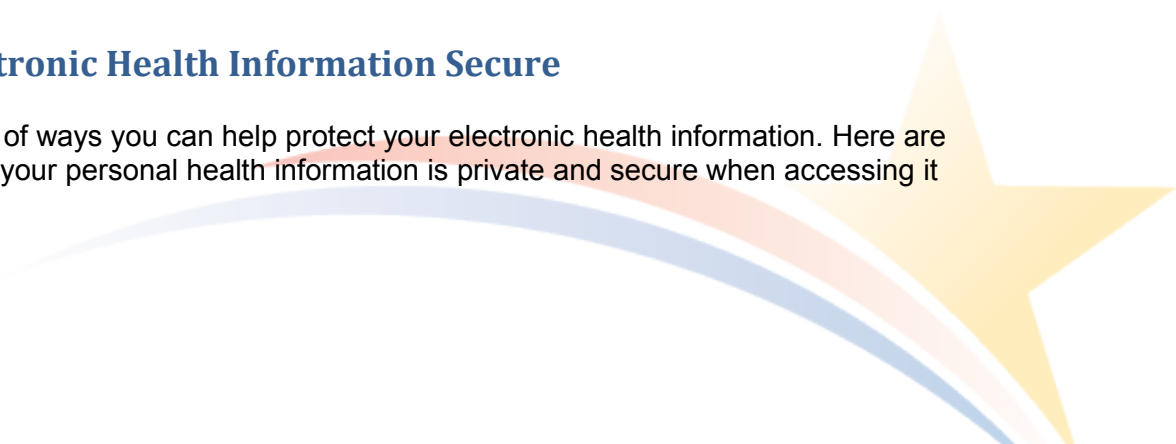 tronic Health Information Secure
of ways you can help protect your electronic health information. Here are
your personal health information is private and secure when accessing it